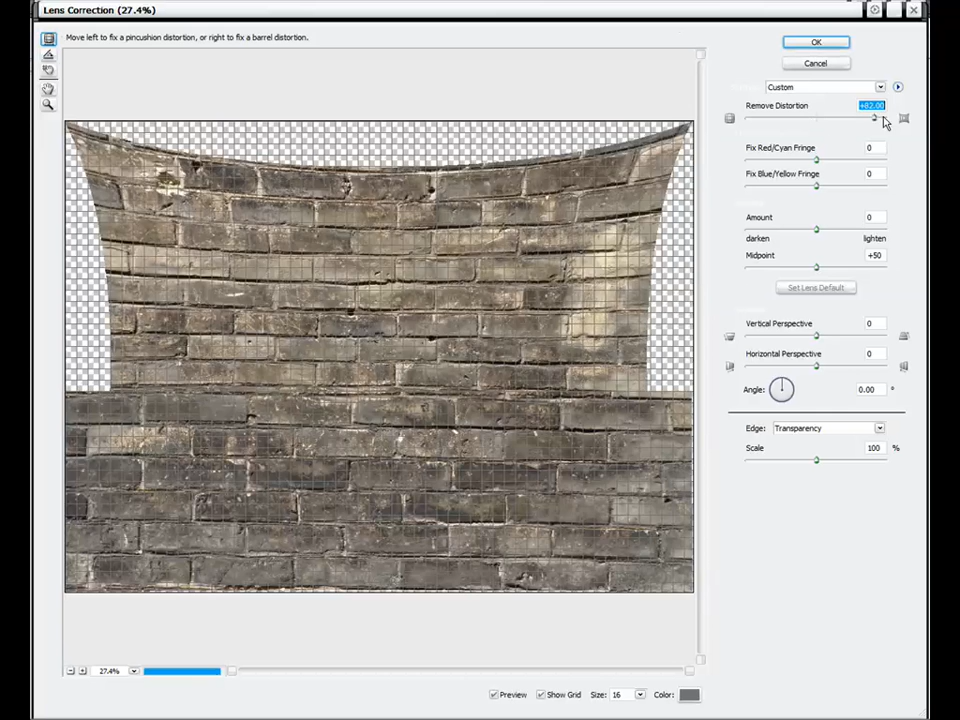 Lens Correction (27.4%)
Move left to fix a pincushion distortion, or right to fix a barrel distortion.
OK
Cancel
Custom
Remove Distortion +82.00
Fix Red/Cyan Fringe 0
Fix Blue/Yellow Fringe 0
Amount 0
darken lighten
Midpoint +50
Set Lens Default
Vertical Perspective 0
Horizontal Perspective 0
Angle: 0.00 °
Edge: Transparency
Scale 100 %
27.4%
Preview Show Grid Size: 16 Color: